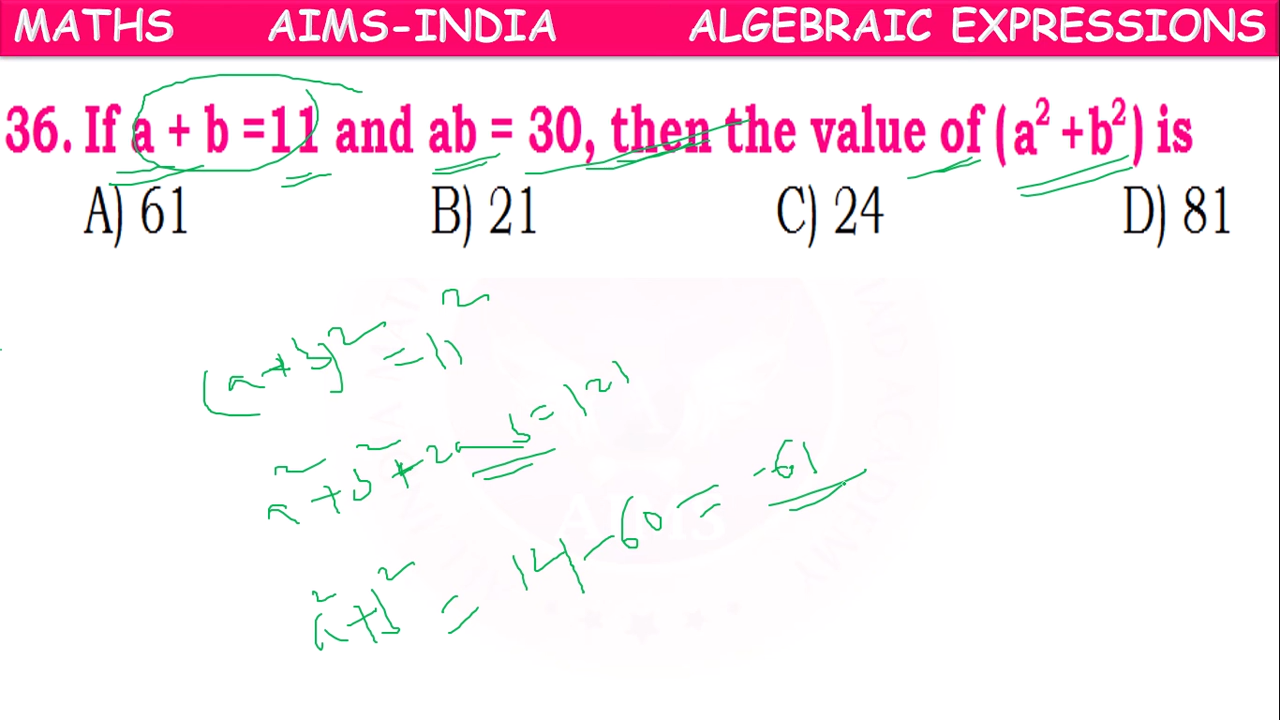 MATHS AIMS-INDIA ALGEBRAIC EXPRESSIONS
36. If a + b =11 and ab = 30, then the value of (a² +b²) is
A) 61 B) 21 C) 24 D) 81
(a+b)² = 11²
a² + b² + 2ab = 121
a² + b² = 121 - 60 = 61
AIMS